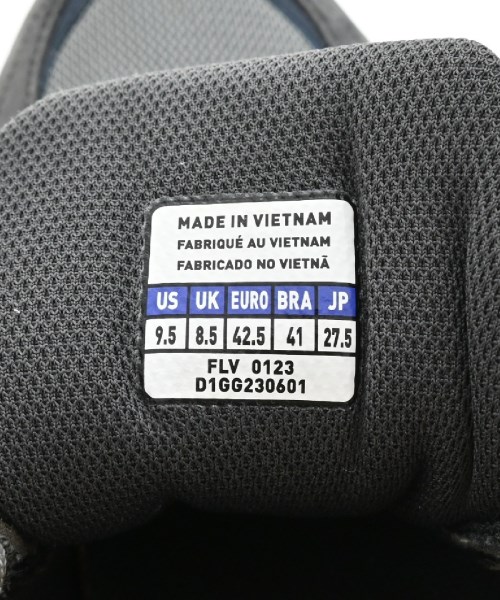 MADE IN VIETNAM
FABRIQUÉ AU VIETNAM
FABRICADO NO VIETNÃ
US UK EURO BRA JP
9.5 8.5 42.5 41 27.5
FLV 0123
D1GG230601